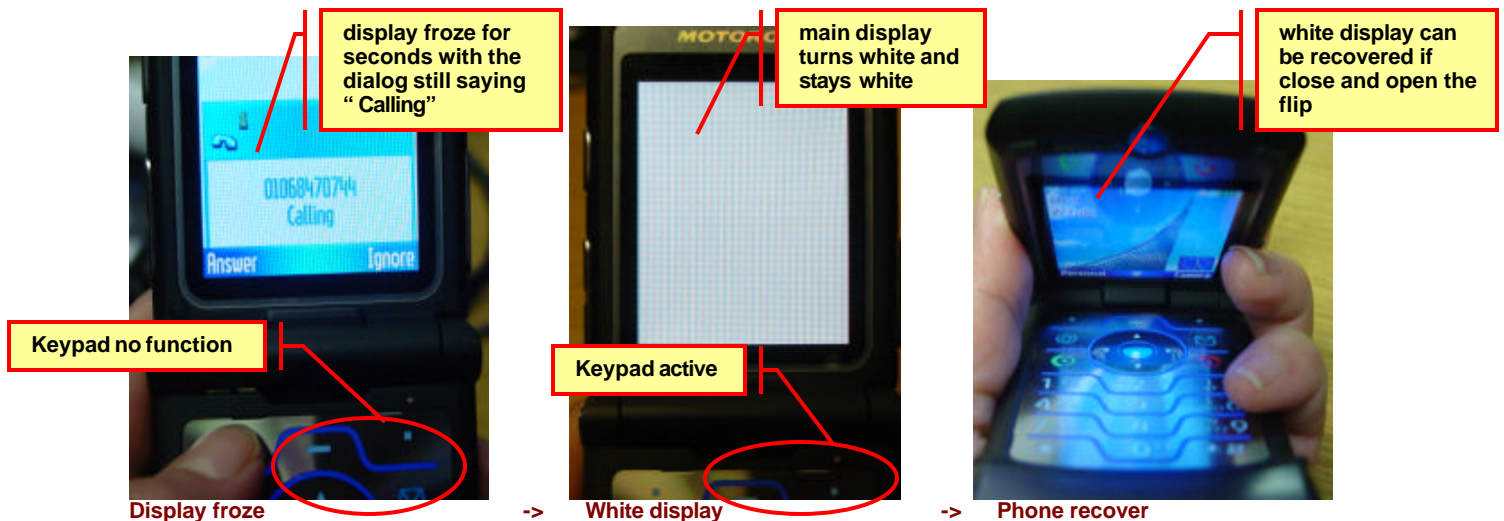 display froze for
seconds with the
dialog still saying
“ Calling”
main display
turns white and
stays white
white display can
be recovered if
close and open the
flip
01068470744
Calling
Answer
Ignore
Keypad no function
Keypad active
Personal
Display froze
->
White display
->
Phone recover